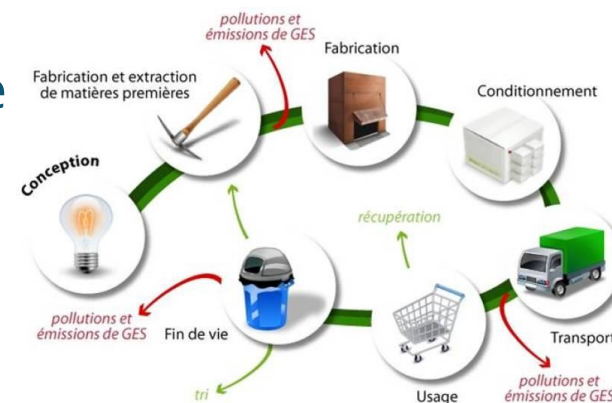 pollutions et
émissions de GES
Fabrication
Fabrication et extraction
de matières premières
Conditionnement
Conception
récupération
pollutions et
émissions de GES
Fin de vie
Transport
tri
Usage
pollutions et
émissions de GES